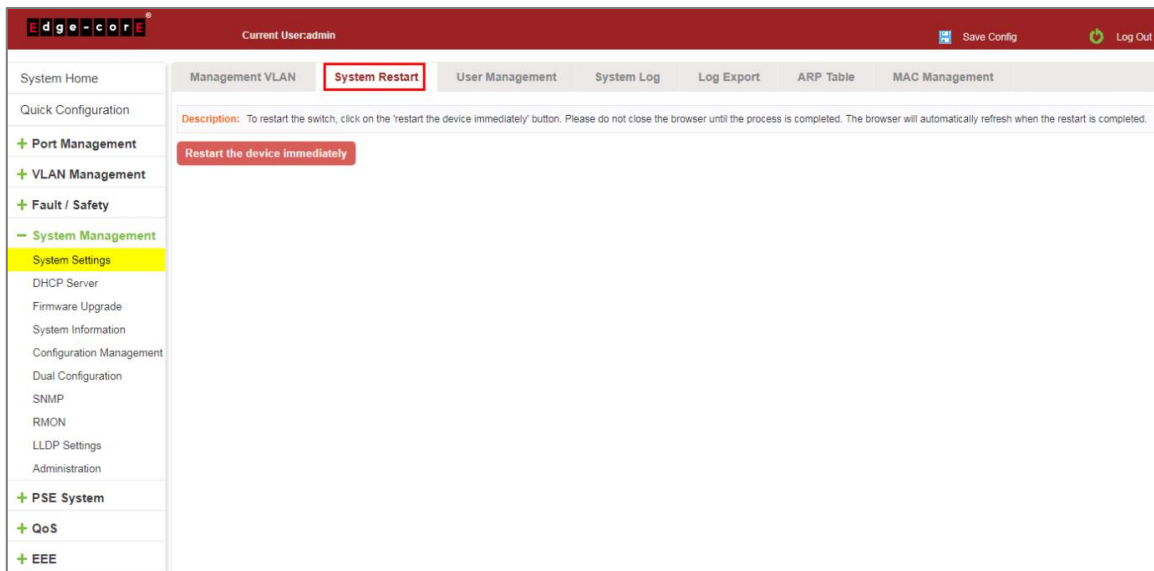 Edge-corE®
Current User:admin
Save Config
Log Out
System Home
Quick Configuration
+ Port Management
+ VLAN Management
+ Fault / Safety
− System Management
System Settings
DHCP Server
Firmware Upgrade
System Information
Configuration Management
Dual Configuration
SNMP
RMON
LLDP Settings
Administration
+ PSE System
+ QoS
+ EEE
Management VLAN
System Restart
User Management
System Log
Log Export
ARP Table
MAC Management
Description: To restart the switch, click on the 'restart the device immediately' button. Please do not close the browser until the process is completed. The browser will automatically refresh when the restart is completed.
Restart the device immediately